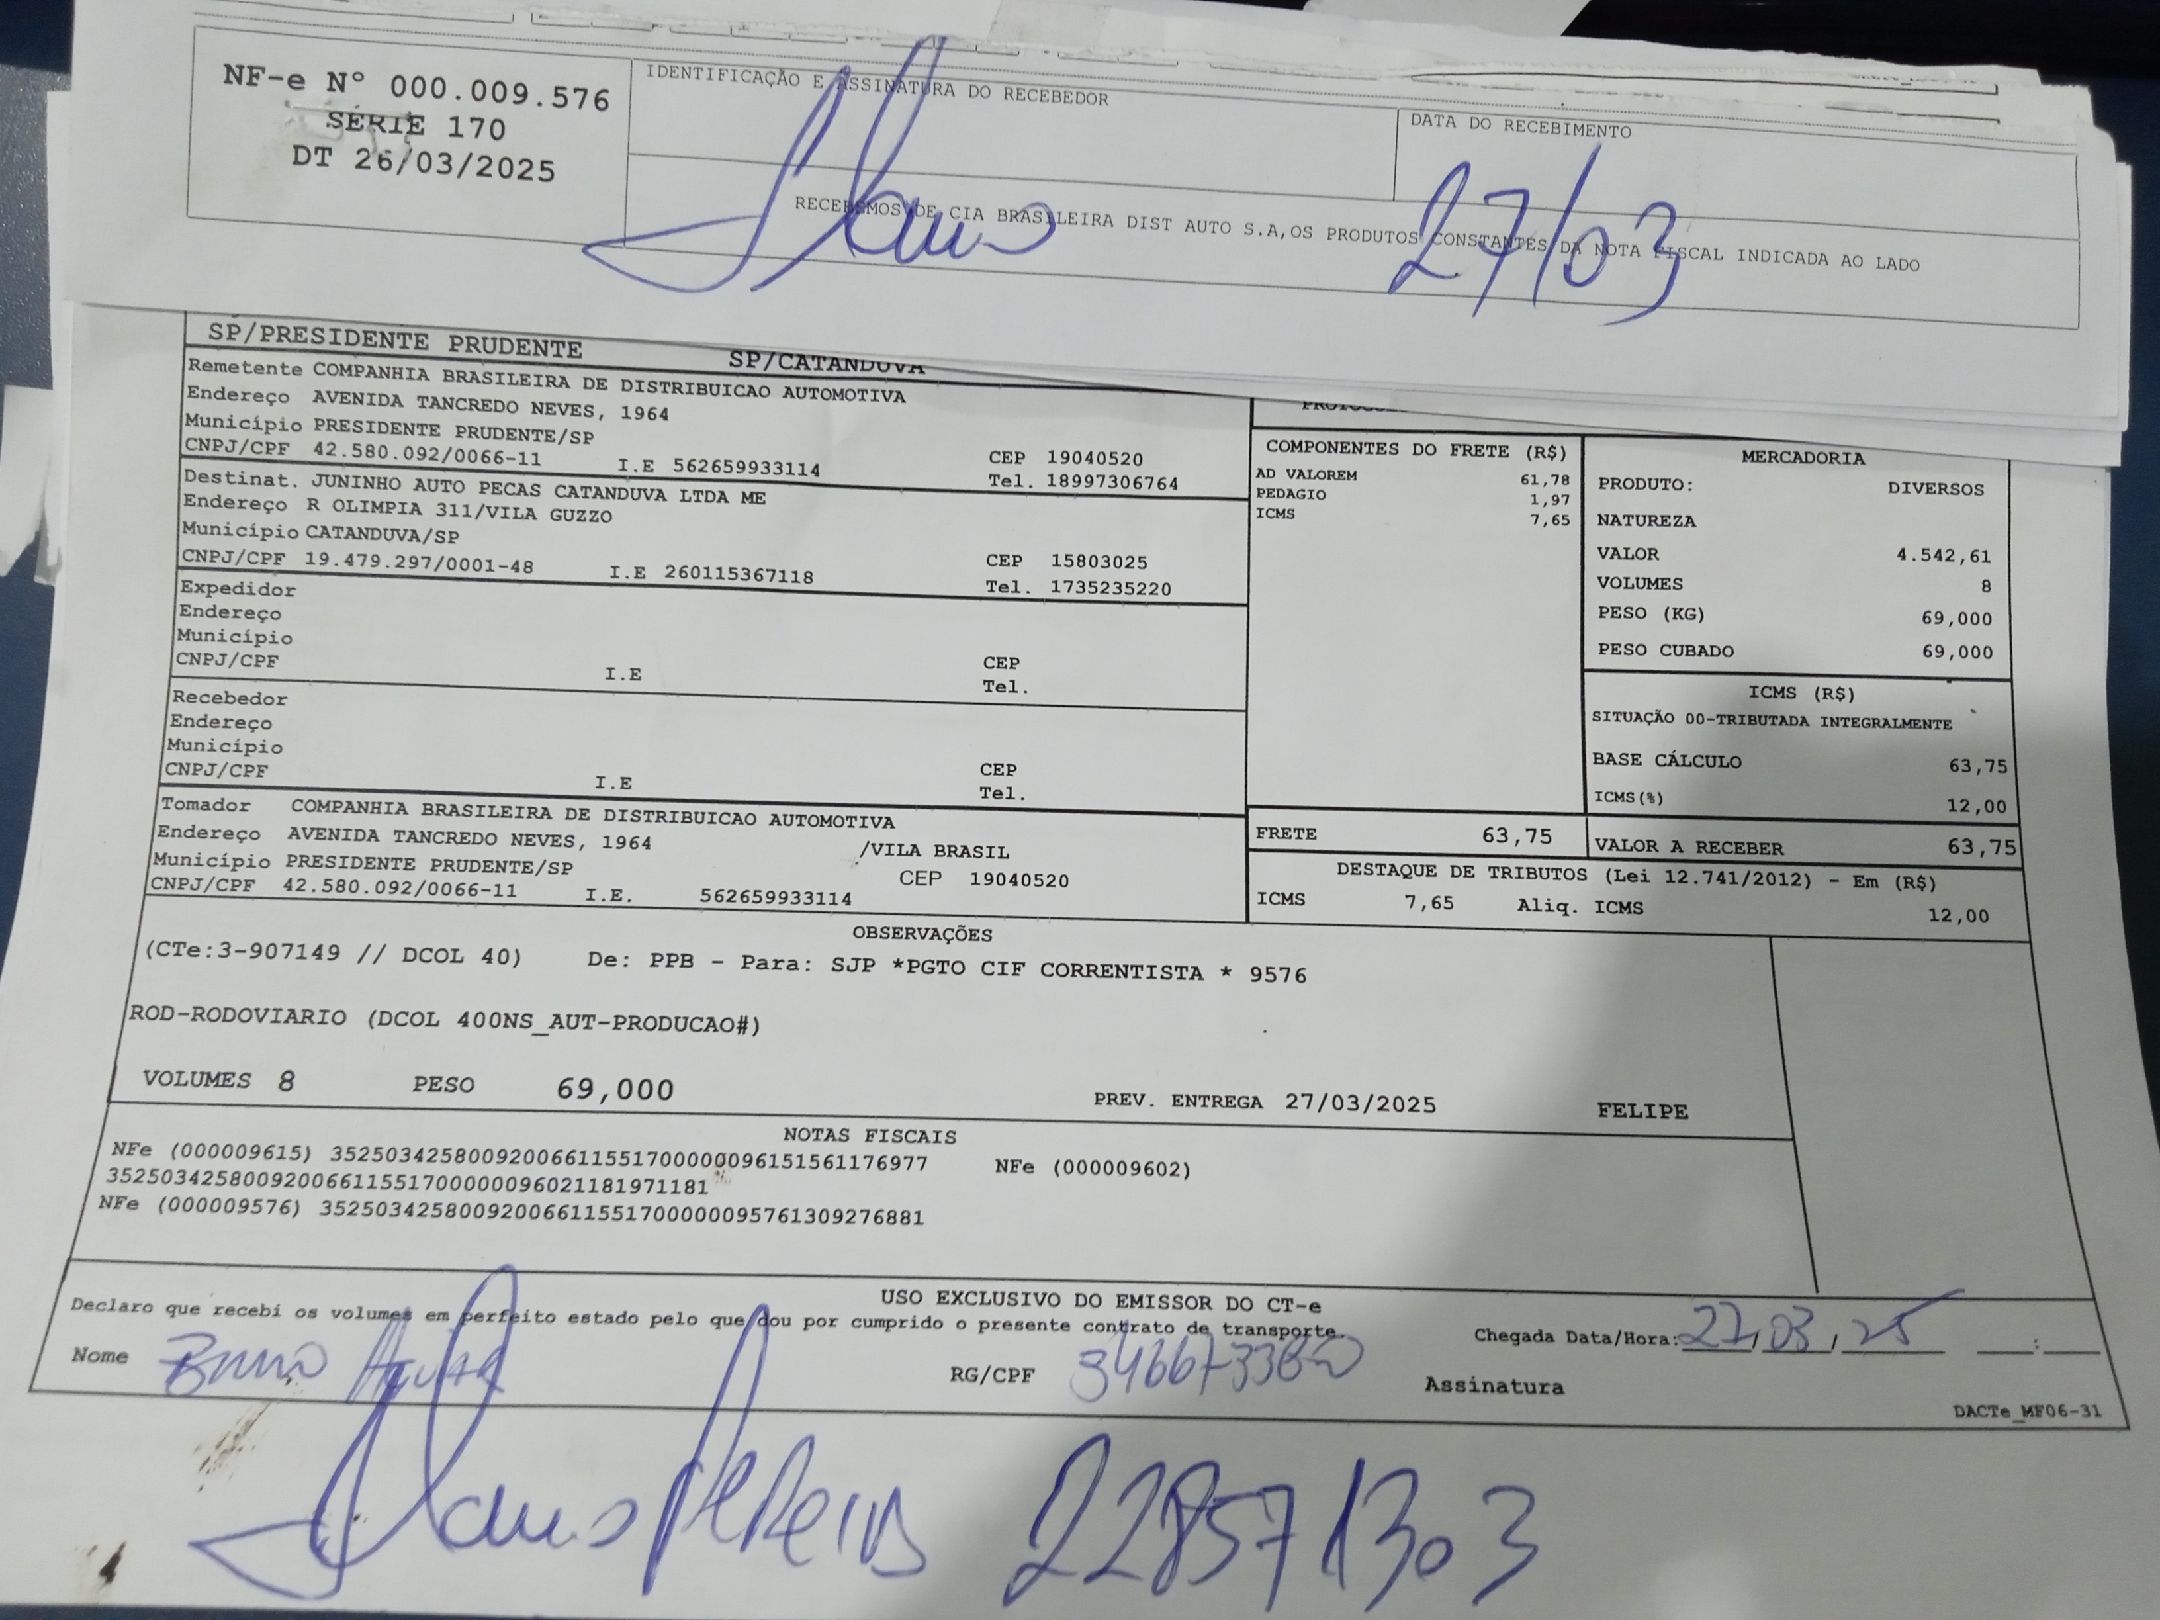 NF-e Nº 000.009.576
SÉRIE 170
DT 26/03/2025
IDENTIFICAÇÃO E ASSINATURA DO RECEBEDOR
DATA DO RECEBIMENTO
27/03
RECEBEMOS DE CIA BRASILEIRA DIST AUTO S.A,OS PRODUTOS CONSTANTES DA NOTA FISCAL INDICADA AO LADO
SP/PRESIDENTE PRUDENTE SP/CATANDUVA
Remetente COMPANHIA BRASILEIRA DE DISTRIBUICAO AUTOMOTIVA
Endereço AVENIDA TANCREDO NEVES, 1964
Município PRESIDENTE PRUDENTE/SP
CEP 19040520
CNPJ/CPF 42.580.092/0066-11 I.E 562659933114 Tel. 18997306764
Destinat. JUNINHO AUTO PECAS CATANDUVA LTDA ME
Endereço R OLIMPIA 311/VILA GUZZO
Município CATANDUVA/SP
CEP 15803025
CNPJ/CPF 19.479.297/0001-48 I.E 260115367118 Tel. 1735235220
Expedidor
Endereço
Município
CEP
CNPJ/CPF I.E Tel.
Recebedor
Endereço
Município
CEP
CNPJ/CPF I.E Tel.
Tomador COMPANHIA BRASILEIRA DE DISTRIBUICAO AUTOMOTIVA
Endereço AVENIDA TANCREDO NEVES, 1964 /VILA BRASIL
Município PRESIDENTE PRUDENTE/SP CEP 19040520
CNPJ/CPF 42.580.092/0066-11 I.E. 562659933114
COMPONENTES DO FRETE (R$)
AD VALOREM 61,78
PEDAGIO 1,97
ICMS 7,65
MERCADORIA
PRODUTO: DIVERSOS
NATUREZA
VALOR 4.542,61
VOLUMES 8
PESO (KG) 69,000
PESO CUBADO 69,000
ICMS (R$)
SITUAÇÃO 00-TRIBUTADA INTEGRALMENTE
BASE CÁLCULO 63,75
ICMS(%) 12,00
FRETE 63,75 VALOR A RECEBER 63,75
DESTAQUE DE TRIBUTOS (Lei 12.741/2012) - Em (R$)
ICMS 7,65 Aliq. ICMS 12,00
OBSERVAÇÕES
(CTe:3-907149 // DCOL 40) De: PPB - Para: SJP *PGTO CIF CORRENTISTA * 9576
ROD-RODOVIARIO (DCOL 400NS_AUT-PRODUCAO#)
VOLUMES 8 PESO 69,000 PREV. ENTREGA 27/03/2025 FELIPE
NOTAS FISCAIS
NFe (000009615) 35250342580092006611551700000096151561176977 NFe (000009602)
35250342580092006611551700000096021181971181
NFe (000009576) 35250342580092006611551700000095761309276881
USO EXCLUSIVO DO EMISSOR DO CT-e
Declaro que recebi os volumes em perfeito estado pelo que dou por cumprido o presente contrato de transporte.
Nome Bruno Aguiar RG/CPF Chegada Data/Hora: 27/03/25 :
Assinatura
DACTe_MF06-31
228571303